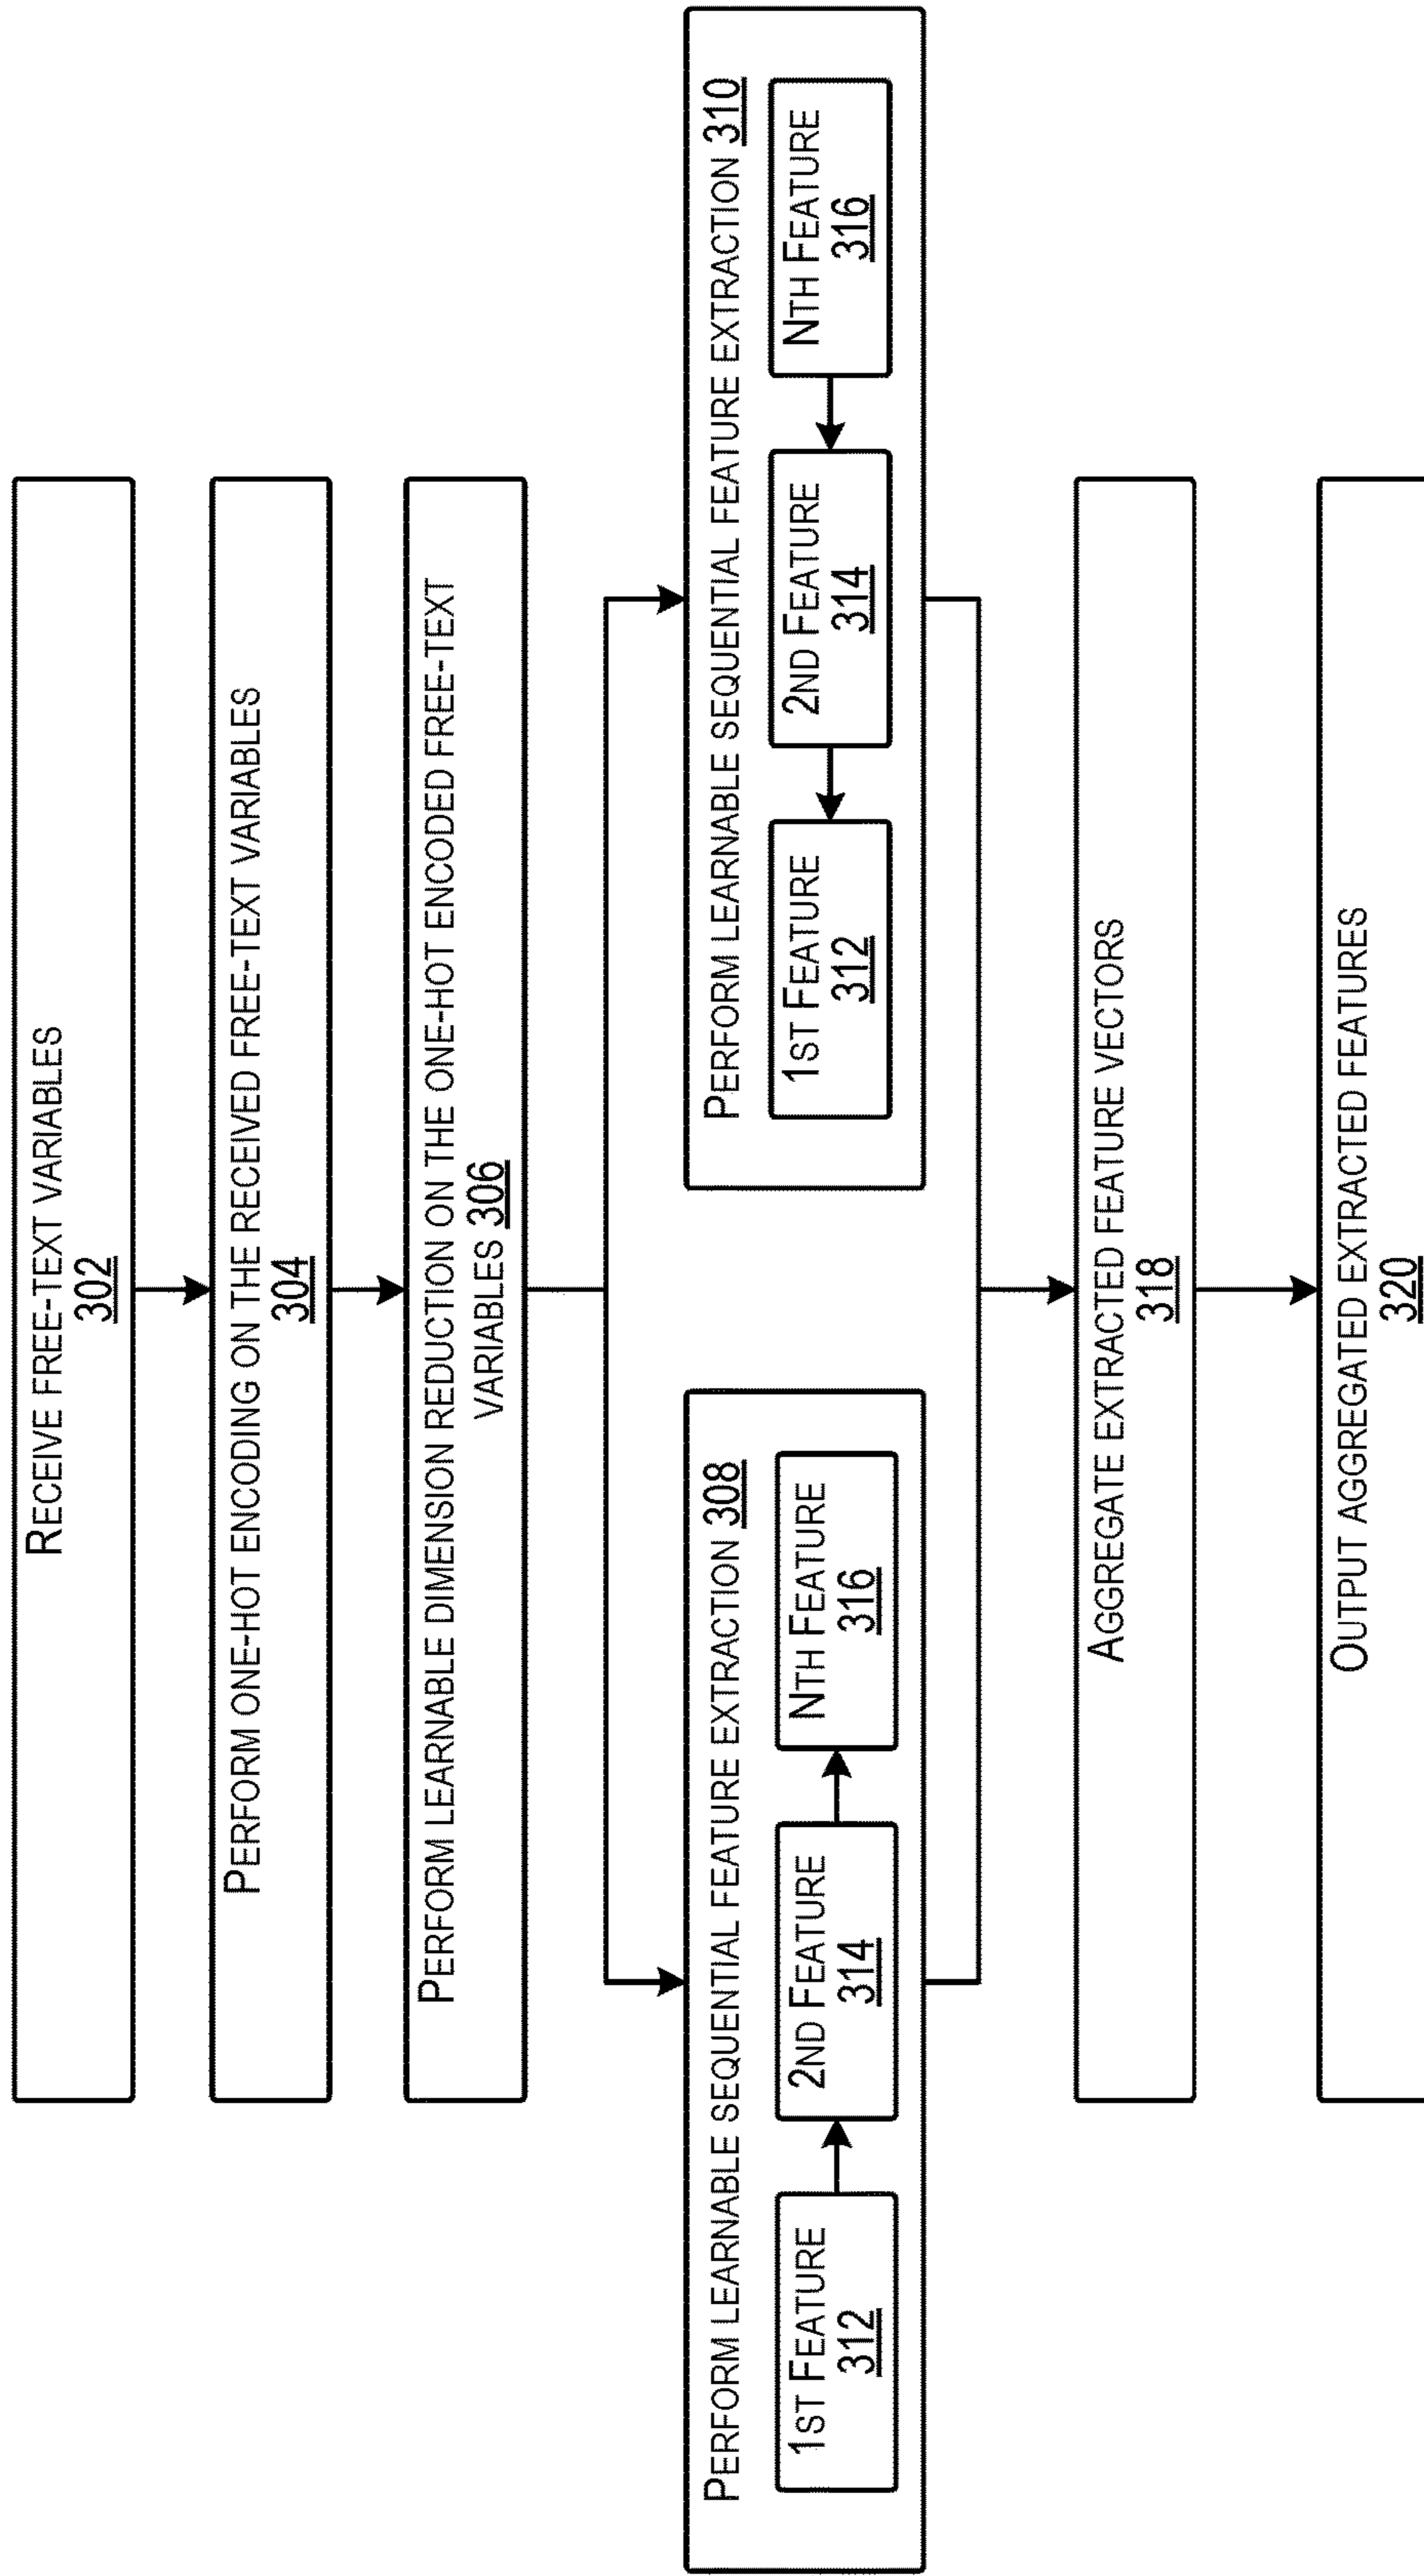 RECEIVE FREE-TEXT VARIABLES
302
PERFORM ONE-HOT ENCODING ON THE RECEIVED FREE-TEXT VARIABLES
304
PERFORM LEARNABLE DIMENSION REDUCTION ON THE ONE-HOT ENCODED FREE-TEXT
VARIABLES 306
PERFORM LEARNABLE SEQUENTIAL FEATURE EXTRACTION 308
1ST FEATURE
312
2ND FEATURE
314
NTH FEATURE
316
PERFORM LEARNABLE SEQUENTIAL FEATURE EXTRACTION 310
1ST FEATURE
312
2ND FEATURE
314
NTH FEATURE
316
AGGREGATE EXTRACTED FEATURE VECTORS
318
OUTPUT AGGREGATED EXTRACTED FEATURES
320